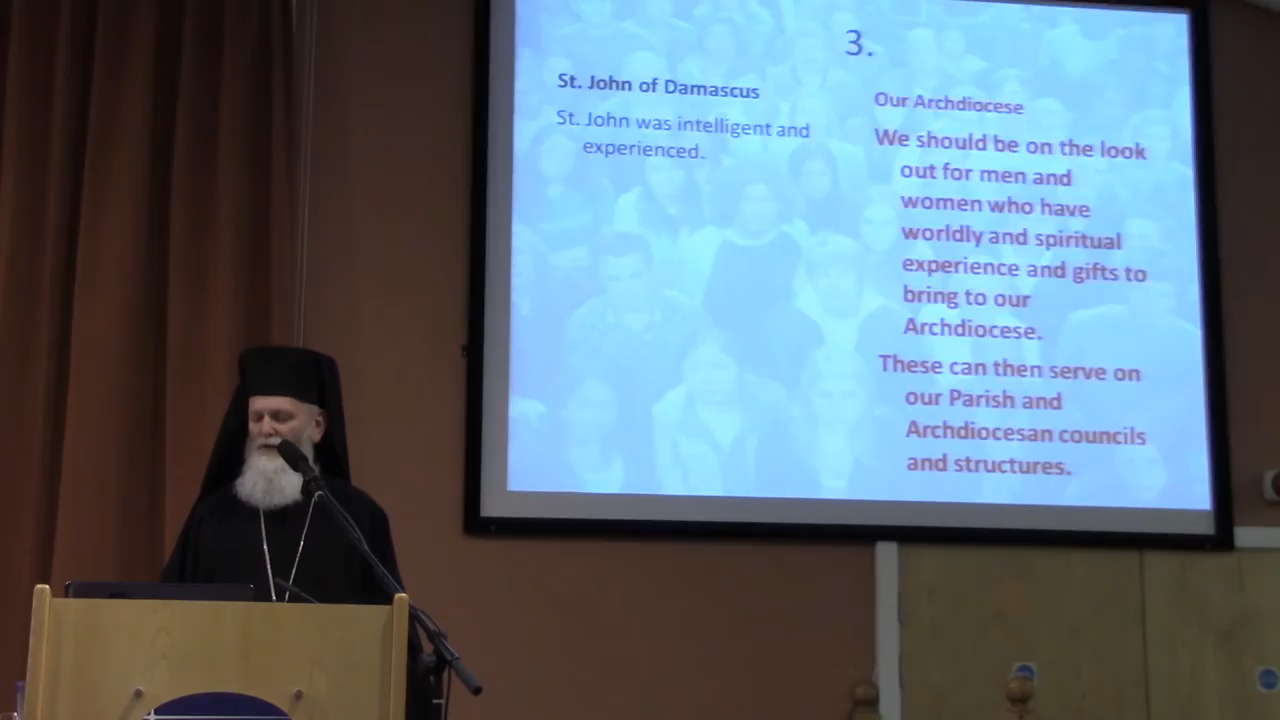 3.
St. John of Damascus
St. John was intelligent and
experienced.
Our Archdiocese
We should be on the look
out for men and
women who have
worldly and spiritual
experience and gifts to
bring to our
Archdiocese.
These can then serve on
our Parish and
Archdiocesan councils
and structures.